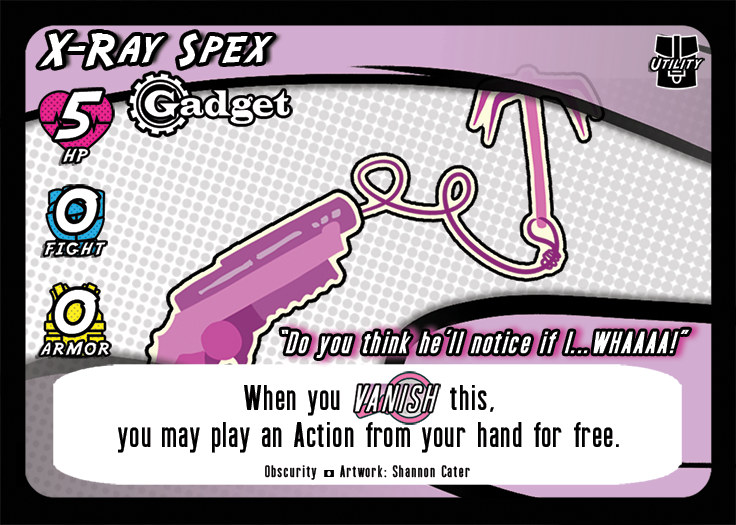 X-Ray Spex
Utility
5
HP
Gadget
0
Fight
0
Armor
"Do you think he'll notice if I...WHAAAA!"
When you VANISH this,
you may play an Action from your hand for free.
Obscurity ◘ Artwork: Shannon Cater